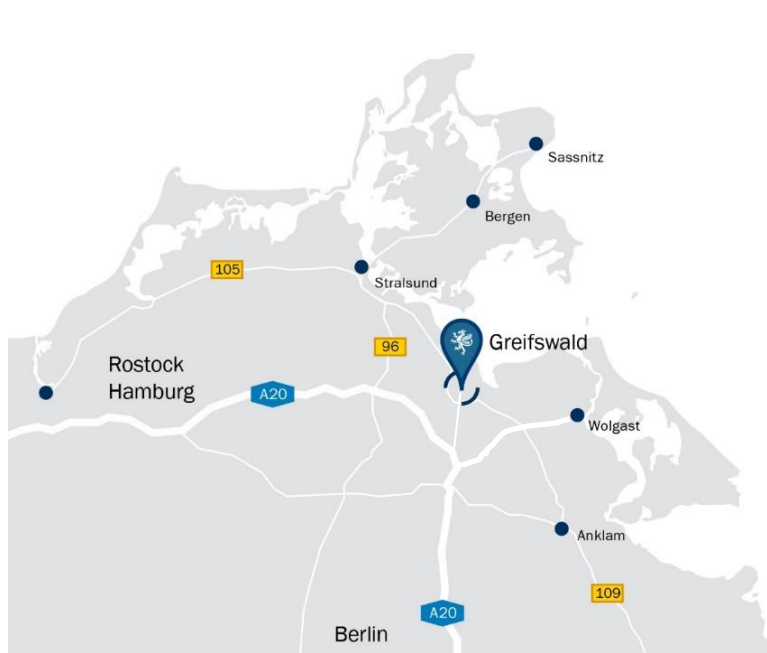 Sassnitz
Bergen
105
Stralsund
96
Greifswald
Rostock
Hamburg
A20
Wolgast
Anklam
109
A20
Berlin